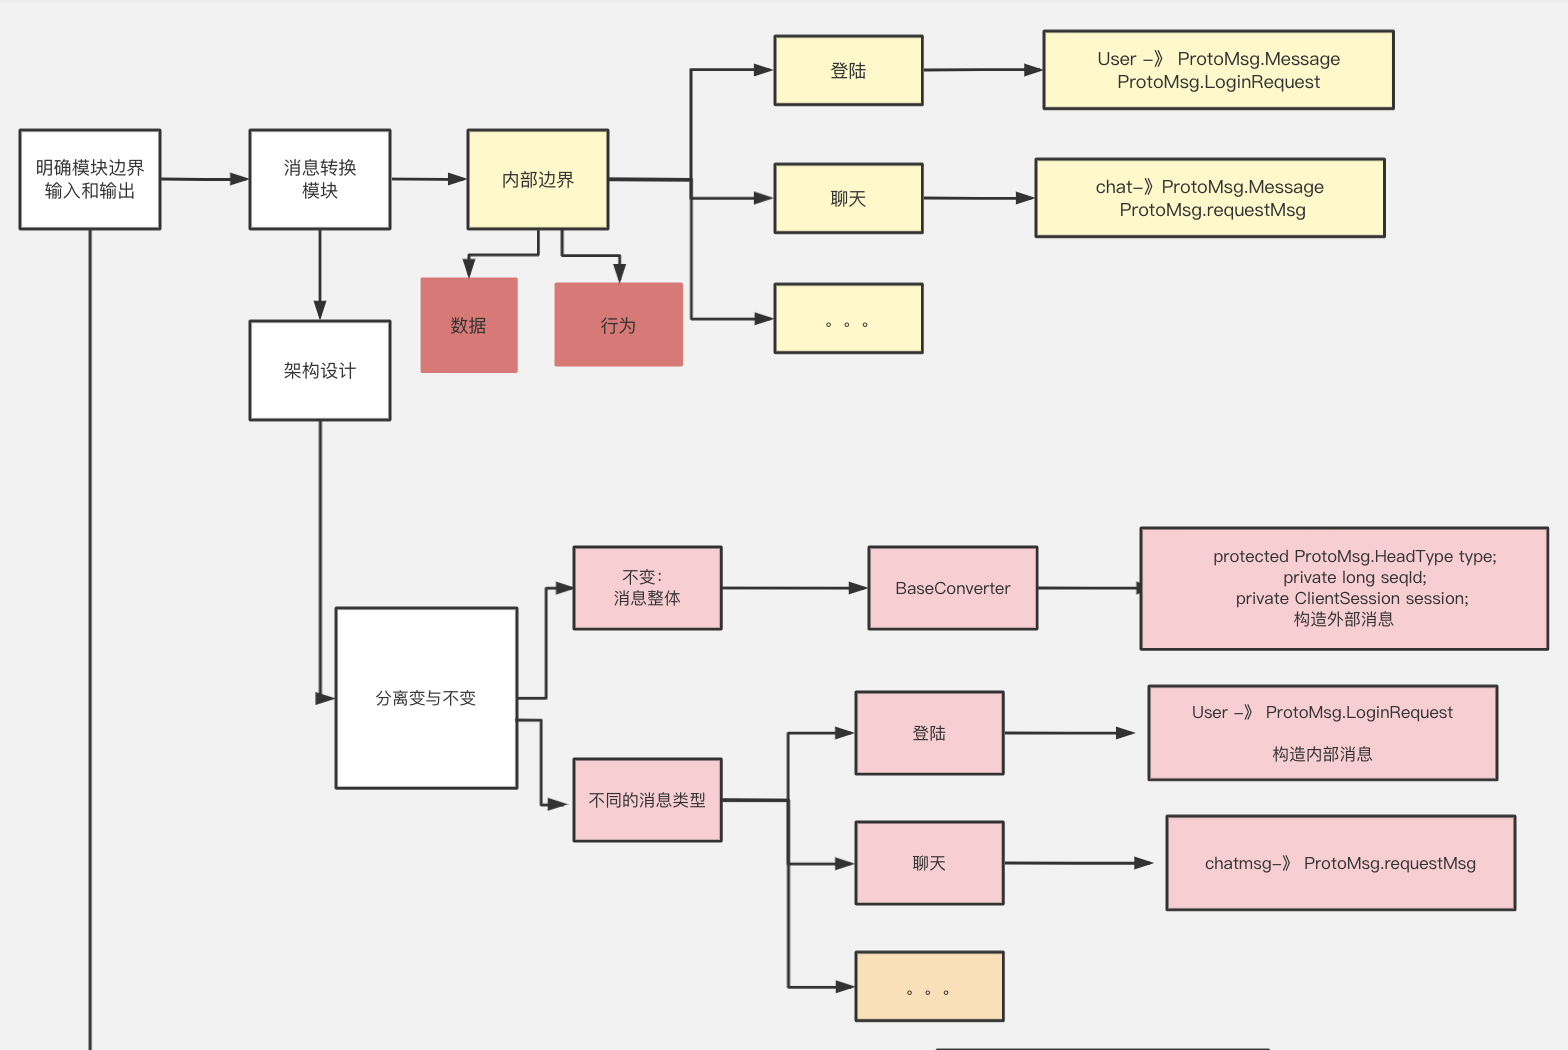 明确模块边界
输入和输出
消息转换
模块
内部边界
登陆
User -》 ProtoMsg.Message
ProtoMsg.LoginRequest
聊天
chat-》ProtoMsg.Message
ProtoMsg.requestMsg
。。。
数据
行为
架构设计
分离变与不变
不变：
消息整体
BaseConverter
protected ProtoMsg.HeadType type;
private long seqId;
private ClientSession session;
构造外部消息
不同的消息类型
登陆
User -》 ProtoMsg.LoginRequest
构造内部消息
聊天
chatmsg-》 ProtoMsg.requestMsg
。。。